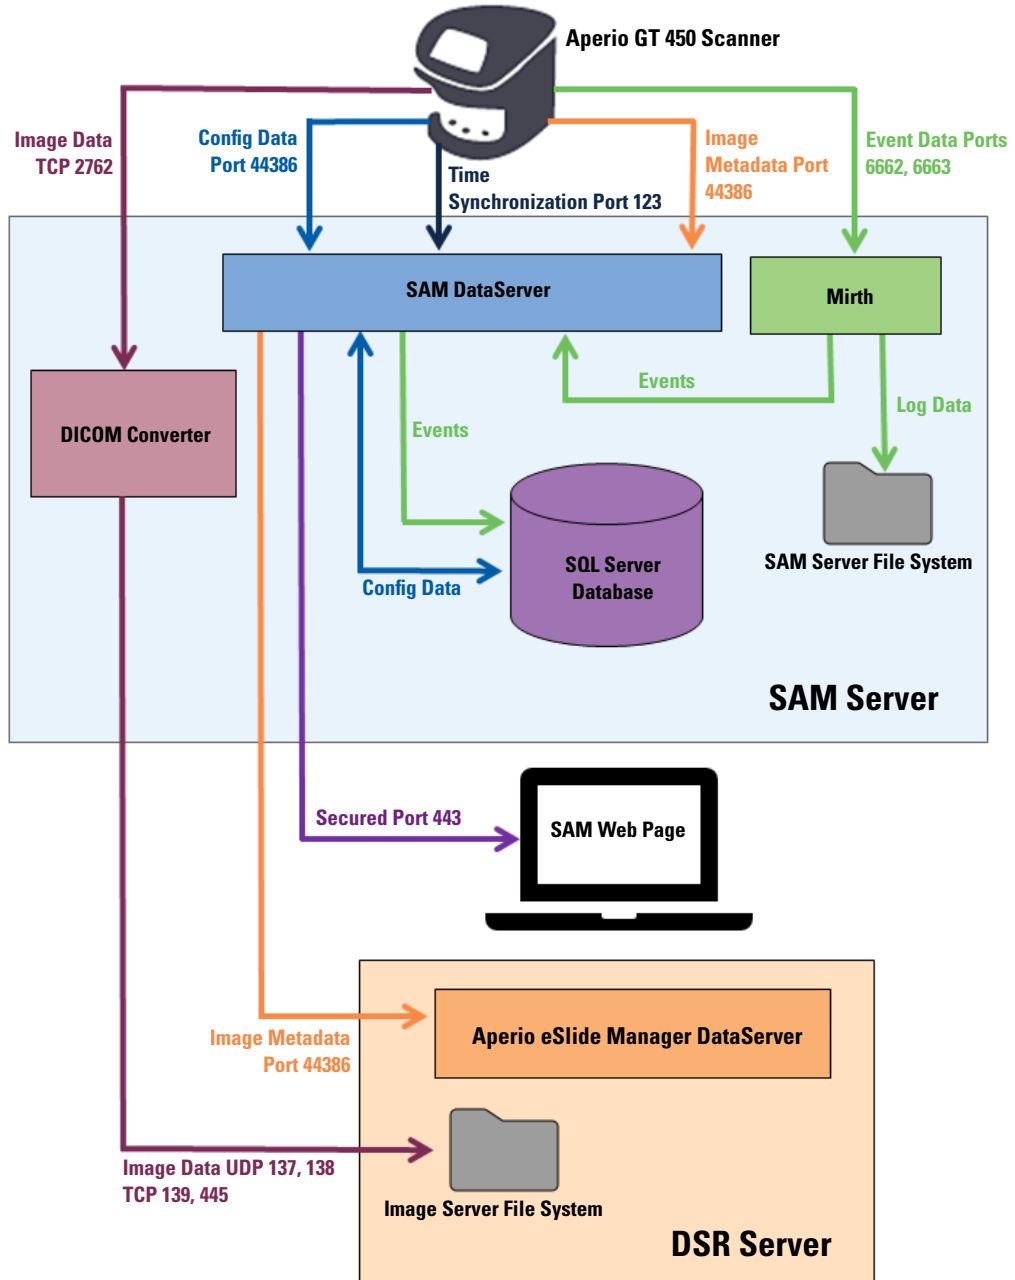 Aperio GT 450 Scanner
Image Data
TCP 2762
Config Data
Port 44386
Time
Synchronization Port 123
Image
Metadata Port
44386
Event Data Ports
6662, 6663
SAM DataServer
Mirth
Events
Log Data
DICOM Converter
Events
SQL Server
Database
Config Data
SAM Server File System
SAM Server
Secured Port 443
SAM Web Page
Image Metadata
Port 44386
Aperio eSlide Manager DataServer
Image Data UDP 137, 138
TCP 139, 445
Image Server File System
DSR Server